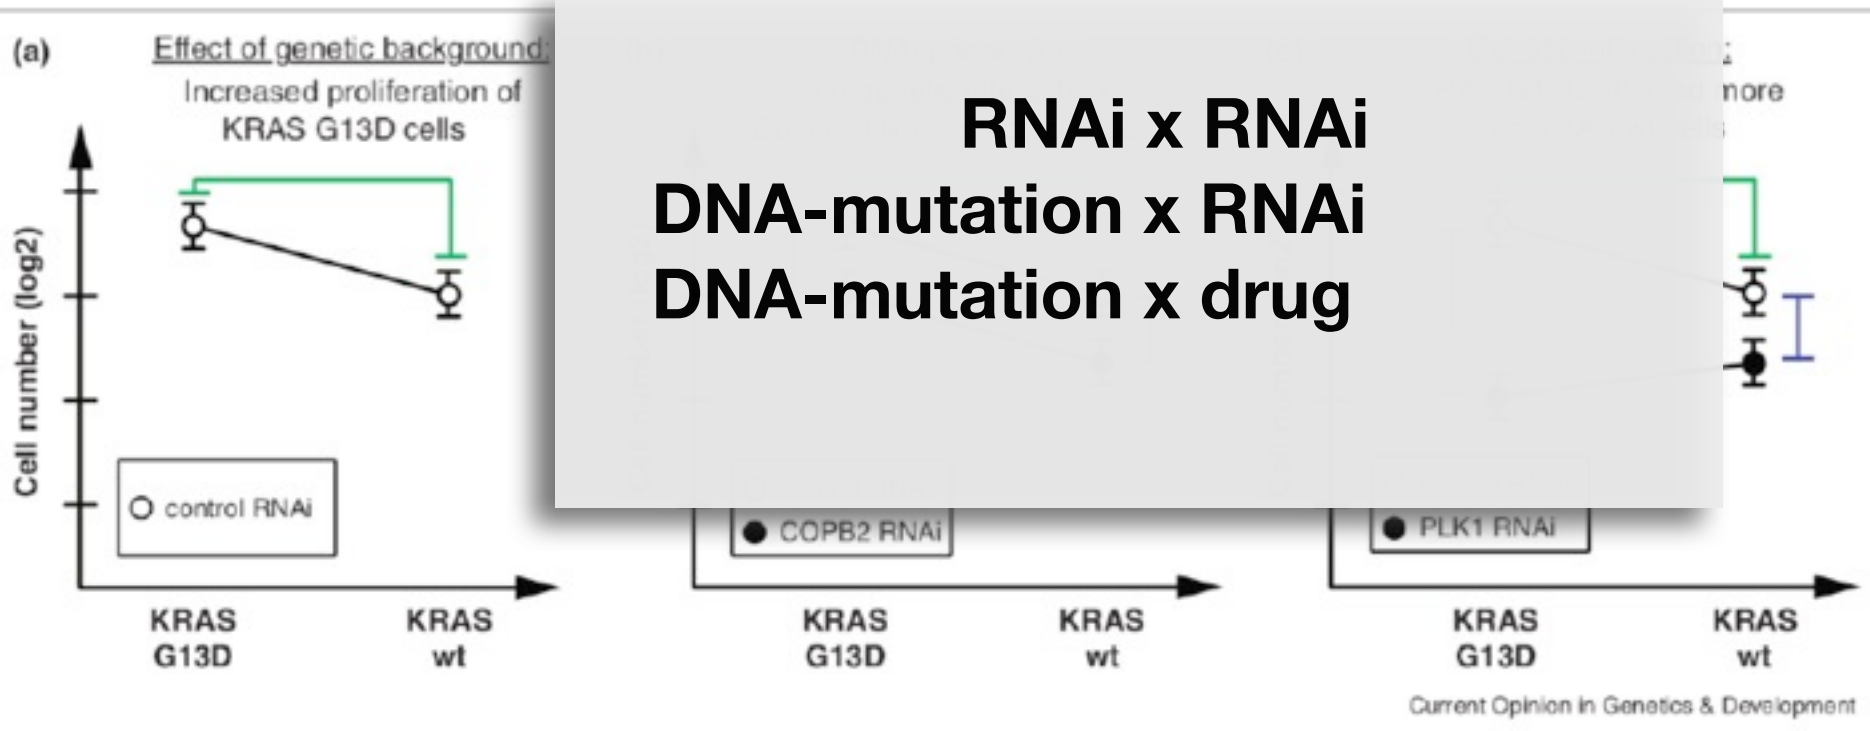 (a)
Effect of genetic background:
Increased proliferation of
KRAS G13D cells
Cell number (log2)
control RNAi
KRAS
G13D
KRAS
wt
RNAi x RNAi
DNA-mutation x RNAi
DNA-mutation x drug
COPB2 RNAi
KRAS
G13D
KRAS
wt
more
PLK1 RNAi
KRAS
G13D
KRAS
wt
Current Opinion in Genetics & Development